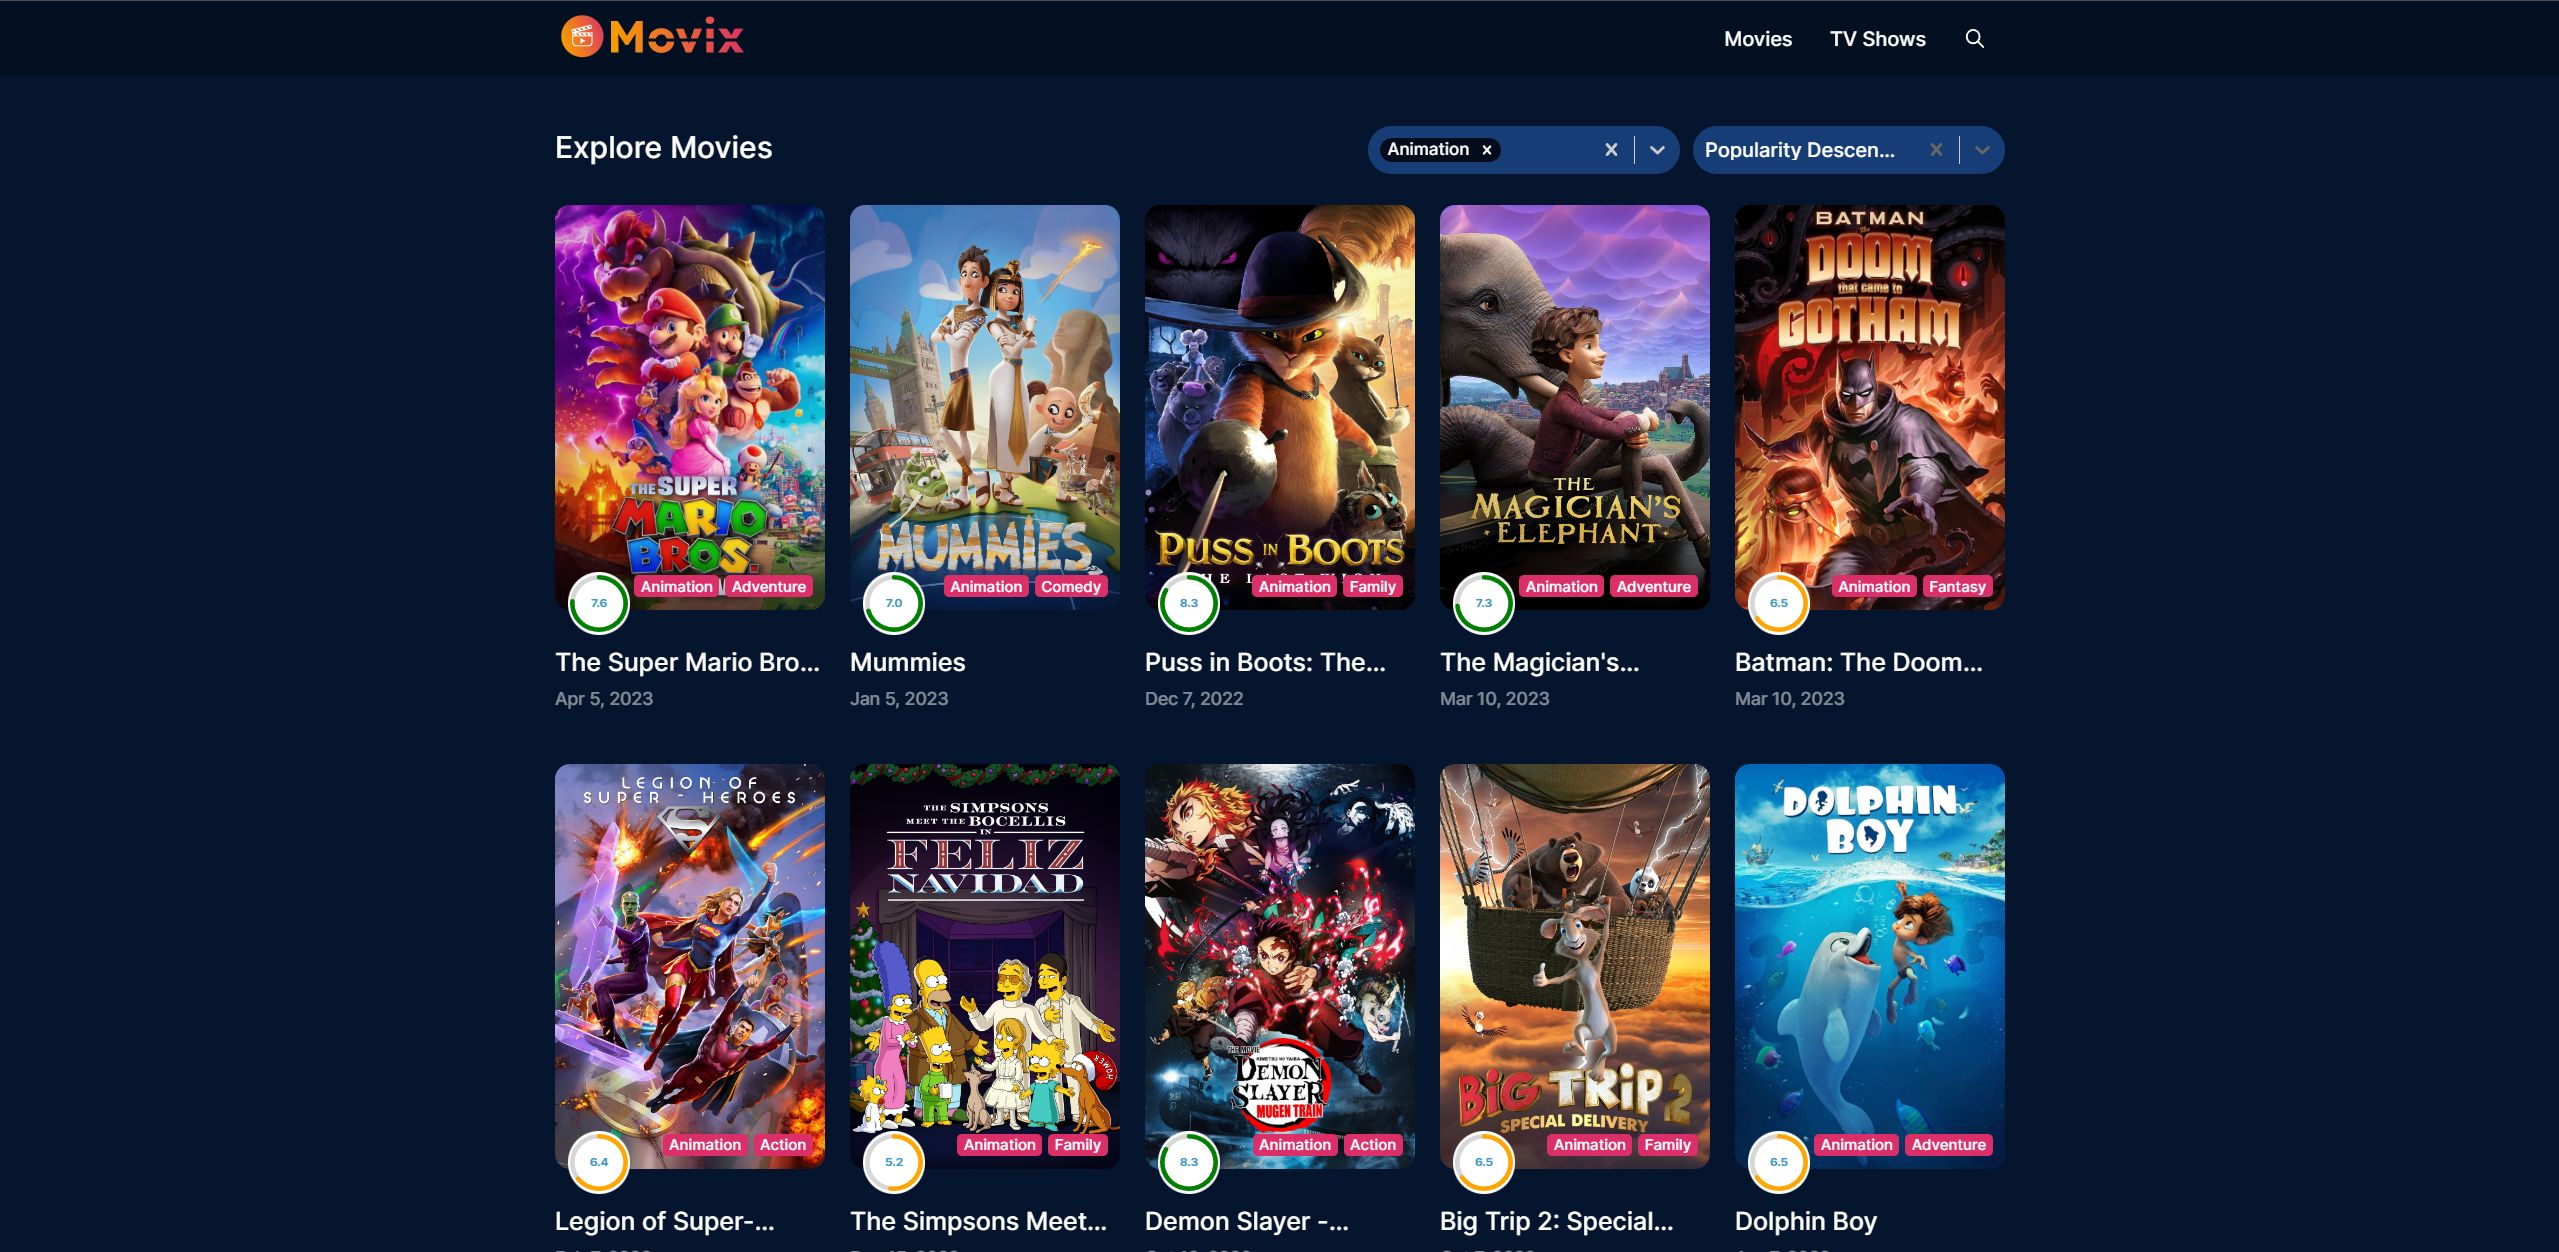 Movix
Movies TV Shows
Explore Movies
Animation
Popularity Descen...
THE SUPER
MARIO
BROS.
Animation Adventure
7.6
The Super Mario Bro...
Apr 5, 2023
MUMMIES
Animation Comedy
7.0
Mummies
Jan 5, 2023
PUSS IN BOOTS
Animation Family
8.3
Puss in Boots: The...
Dec 7, 2022
THE
MAGICIAN'S
ELEPHANT
Animation Adventure
7.3
The Magician's...
Mar 10, 2023
BATMAN
The
DOOM
that came to
GOTHAM
Animation Fantasy
6.5
Batman: The Doom...
Mar 10, 2023
LEGION OF
SUPER-HEROES
Animation Action
6.4
Legion of Super-...
THE SIMPSONS
MEET THE BOCELLIS
IN
FELIZ
NAVIDAD
HOMER
Animation Family
5.2
The Simpsons Meet...
THE MOVIE
KIMETSU NO YAIBA
DEMON
SLAYER
MUGEN TRAIN
Animation Action
8.3
Demon Slayer -...
BIG TRIP 2
SPECIAL DELIVERY
Animation Family
6.5
Big Trip 2: Special...
DOLPHIN
BOY
Animation Adventure
6.5
Dolphin Boy